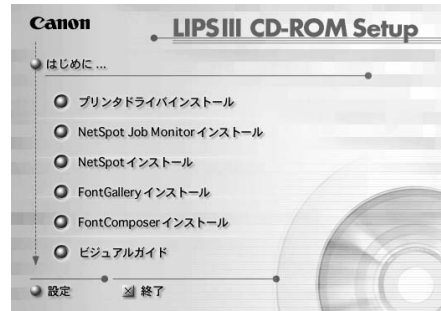 Canon
LIPSIII CD-ROM Setup
はじめに ...
プリンタドライバインストール
NetSpot Job Monitorインストール
NetSpotインストール
FontGalleryインストール
FontComposerインストール
ビジュアルガイド
設定 終了